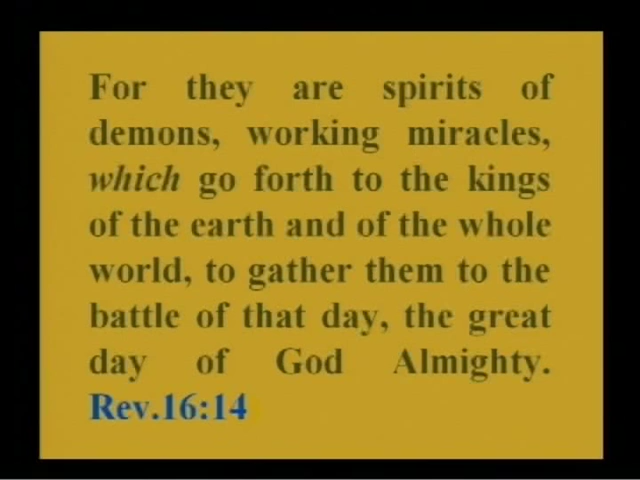 For they are spirits of
demons, working miracles,
which go forth to the kings
of the earth and of the whole
world, to gather them to the
battle of that day, the great
day of God Almighty.
Rev.16:14